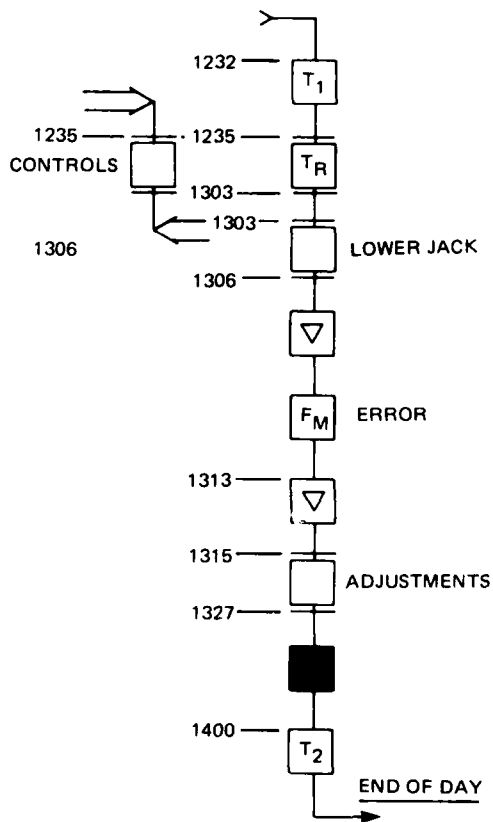 1232
T1
1235 1235
CONTROLS TR
1303
1303
LOWER JACK
1306
1306
▽
FM ERROR
1313
▽
1315
ADJUSTMENTS
1327
1400
T2
END OF DAY